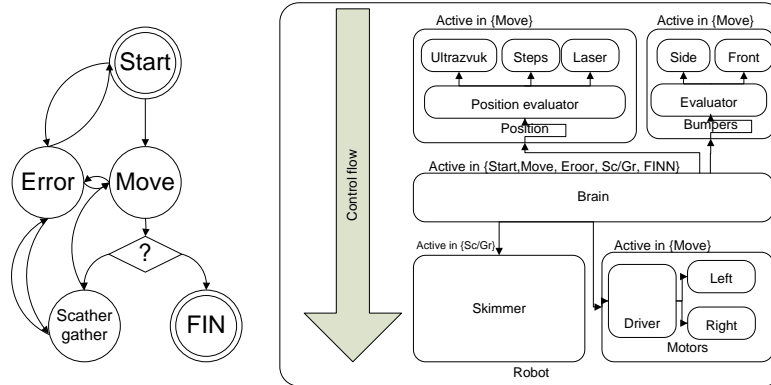 Start
Error
Move
?
Scather
gather
FIN
Control flow
Active in {Move}
Ultrazvuk
Steps
Laser
Position evaluator
Position
Active in {Move}
Side
Front
Evaluator
Bumpers
Active in {Start,Move, Eroor, Sc/Gr, FINN}
Brain
Active in {Sc/Gr}
Skimmer
Active in {Move}
Driver
Left
Right
Motors
Robot